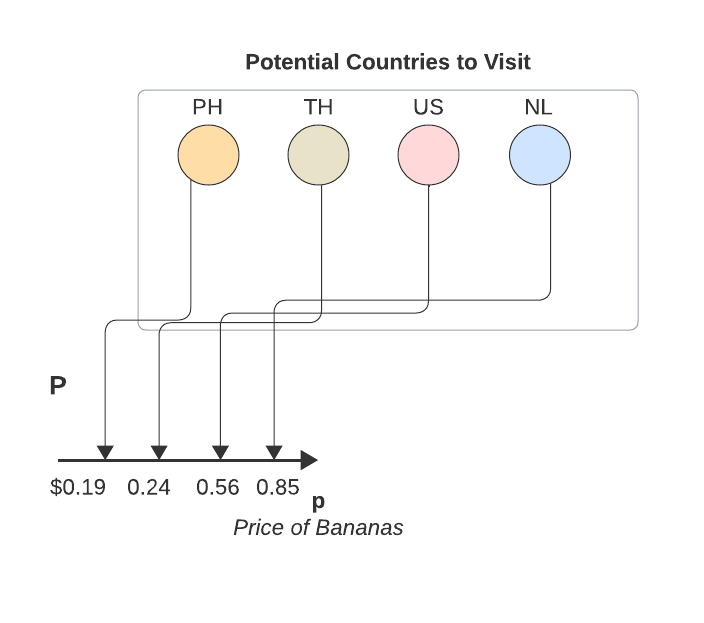 Potential Countries to Visit
PH TH US NL
P
$0.19 0.24 0.56 0.85
p
Price of Bananas